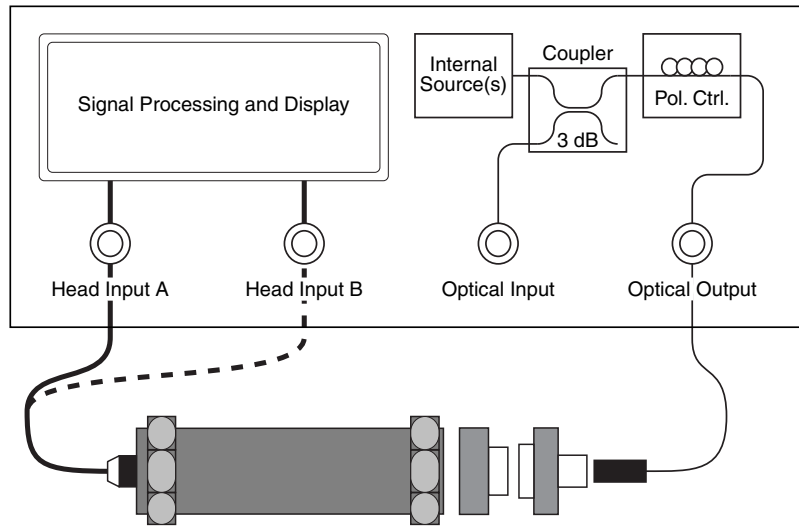 Signal Processing and Display
Internal
Source(s)
Coupler
3 dB
Pol. Ctrl.
Head Input A
Head Input B
Optical Input
Optical Output